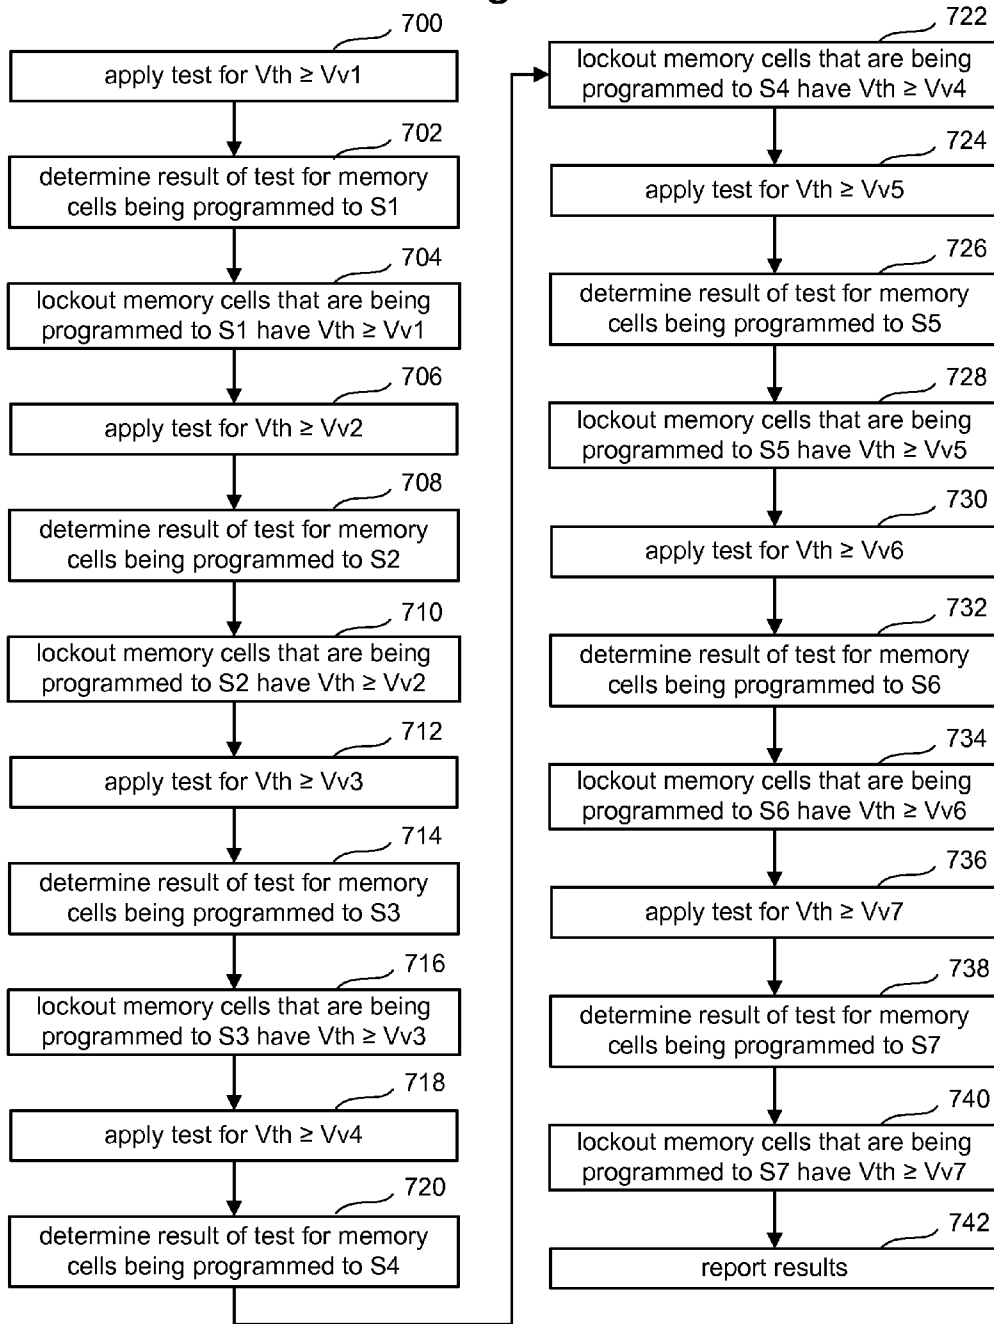 700
apply test for Vth ≥ Vv1
702
determine result of test for memory
cells being programmed to S1
704
lockout memory cells that are being
programmed to S1 have Vth ≥ Vv1
706
apply test for Vth ≥ Vv2
708
determine result of test for memory
cells being programmed to S2
710
lockout memory cells that are being
programmed to S2 have Vth ≥ Vv2
712
apply test for Vth ≥ Vv3
714
determine result of test for memory
cells being programmed to S3
716
lockout memory cells that are being
programmed to S3 have Vth ≥ Vv3
718
apply test for Vth ≥ Vv4
720
determine result of test for memory
cells being programmed to S4
722
lockout memory cells that are being
programmed to S4 have Vth ≥ Vv4
724
apply test for Vth ≥ Vv5
726
determine result of test for memory
cells being programmed to S5
728
lockout memory cells that are being
programmed to S5 have Vth ≥ Vv5
730
apply test for Vth ≥ Vv6
732
determine result of test for memory
cells being programmed to S6
734
lockout memory cells that are being
programmed to S6 have Vth ≥ Vv6
736
apply test for Vth ≥ Vv7
738
determine result of test for memory
cells being programmed to S7
740
lockout memory cells that are being
programmed to S7 have Vth ≥ Vv7
742
report results